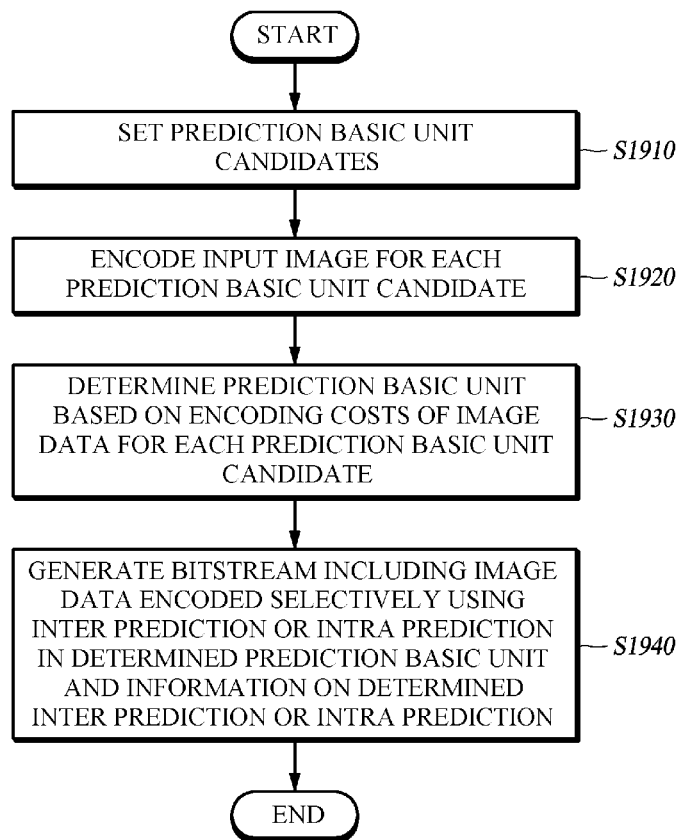 START
SET PREDICTION BASIC UNIT
CANDIDATES
S1910
ENCODE INPUT IMAGE FOR EACH
PREDICTION BASIC UNIT CANDIDATE
S1920
DETERMINE PREDICTION BASIC UNIT
BASED ON ENCODING COSTS OF IMAGE
DATA FOR EACH PREDICTION BASIC UNIT
CANDIDATE
S1930
GENERATE BITSTREAM INCLUDING IMAGE
DATA ENCODED SELECTIVELY USING
INTER PREDICTION OR INTRA PREDICTION
IN DETERMINED PREDICTION BASIC UNIT
AND INFORMATION ON DETERMINED
INTER PREDICTION OR INTRA PREDICTION
S1940
END